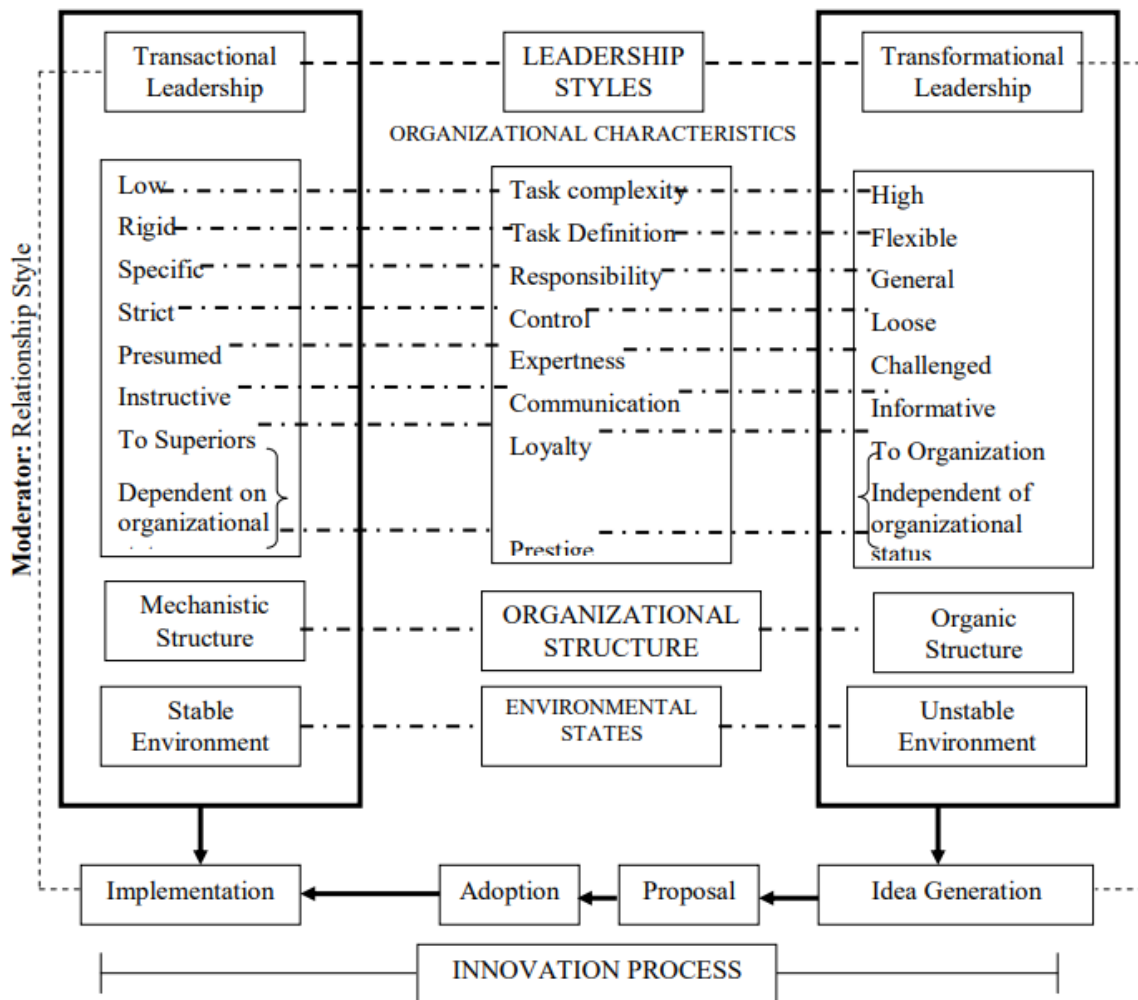 Transactional
Leadership
LEADERSHIP
STYLES
Transformational
Leadership
ORGANIZATIONAL CHARACTERISTICS
Low
Rigid
Specific
Strict
Presumed
Instructive
To Superiors
Dependent on
organizational
Task complexity
Task Definition
Responsibility
Control
Expertness
Communication
Loyalty
Prestige
High
Flexible
General
Loose
Challenged
Informative
To Organization
Independent of
organizational
status
Mechanistic
Structure
ORGANIZATIONAL
STRUCTURE
Organic
Structure
Stable
Environment
ENVIRONMENTAL
STATES
Unstable
Environment
Moderator: Relationship Style
Implementation
Adoption
Proposal
Idea Generation
INNOVATION PROCESS